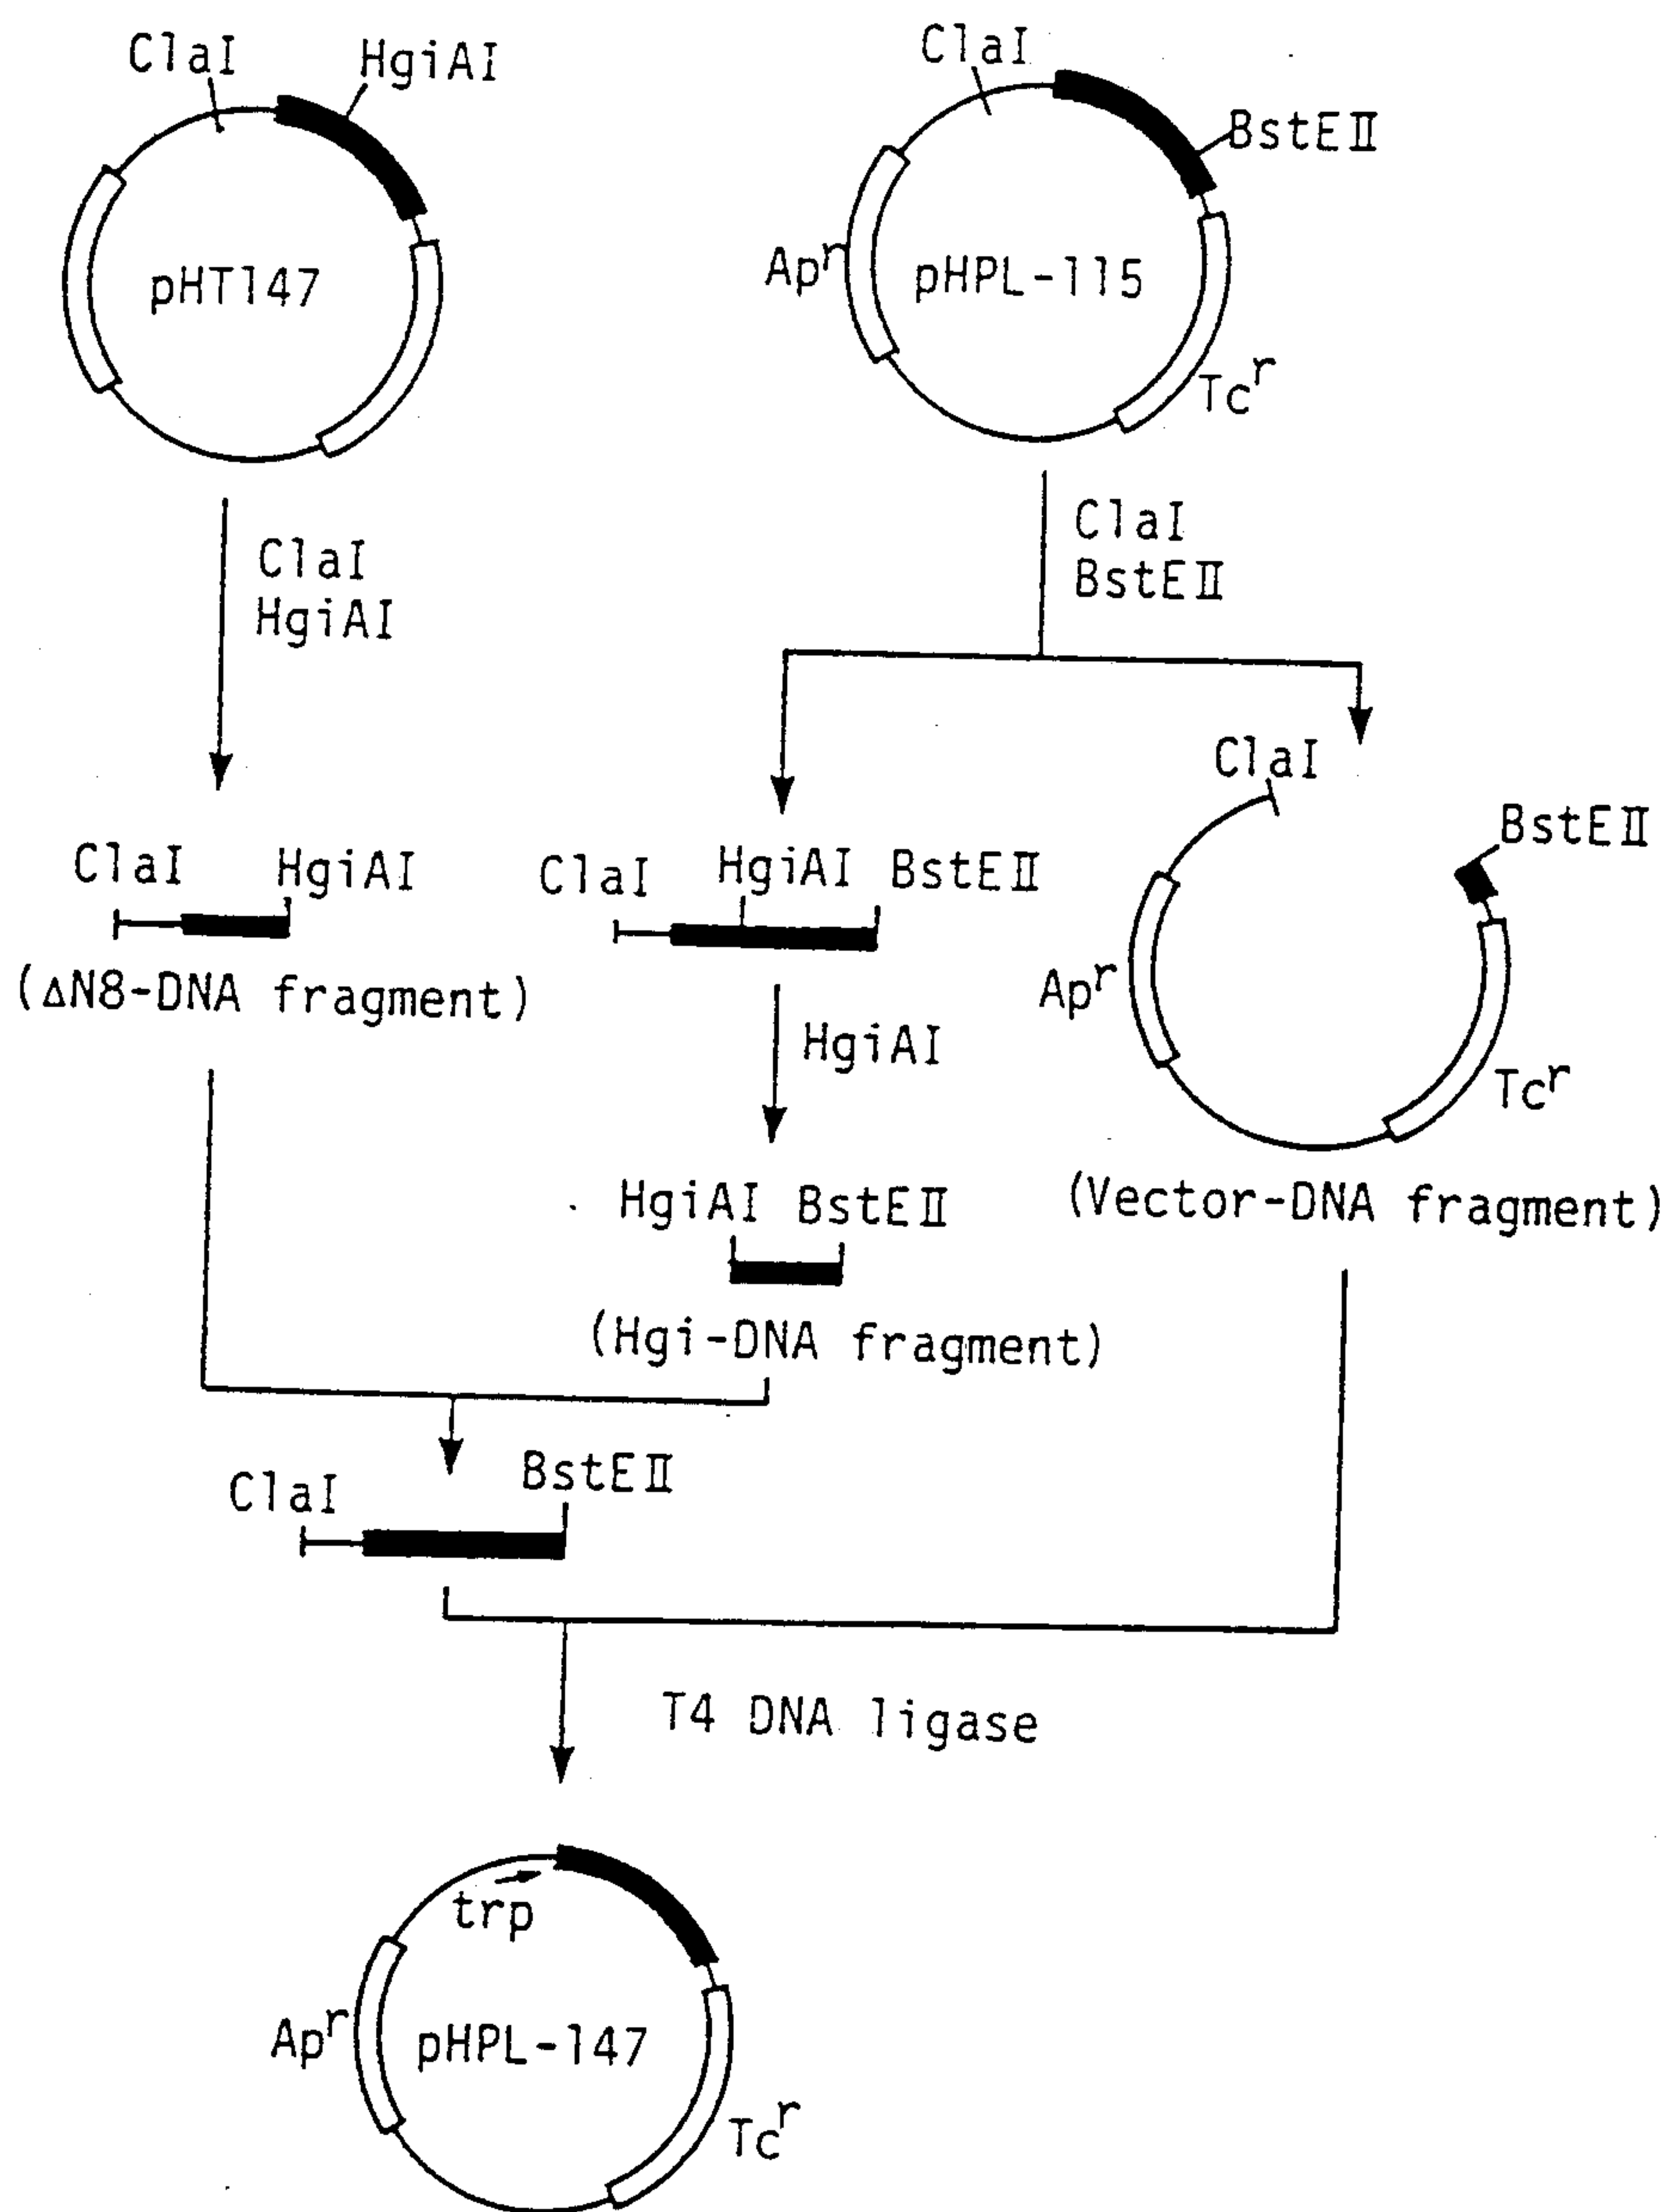 ClaI
HgiAI
pHT147
ClaI
BstEⅡ
Apʳ
pHPL-115
Tcʳ
ClaI
HgiAI
ClaI
BstEⅡ
ClaI
HgiAI
(ΔN8-DNA fragment)
ClaI
HgiAI
BstEⅡ
HgiAI
HgiAI BstEⅡ
(Hgi-DNA fragment)
ClaI
BstEⅡ
Apʳ
Tcʳ
(Vector-DNA fragment)
ClaI
BstEⅡ
T4 DNA ligase
trp
Apʳ
pHPL-147
Tcʳ